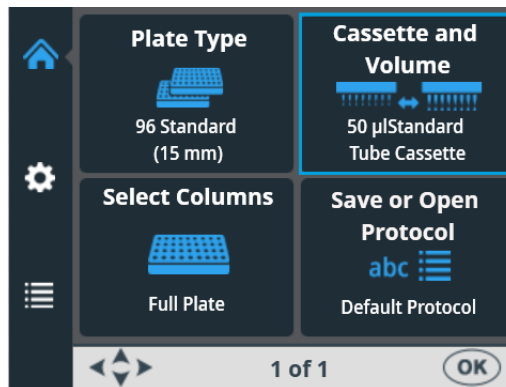 Plate Type
96 Standard
(15 mm)
Cassette and
Volume
50 µlStandard
Tube Cassette
Select Columns
Full Plate
Save or Open
Protocol
abc
Default Protocol
1 of 1
OK